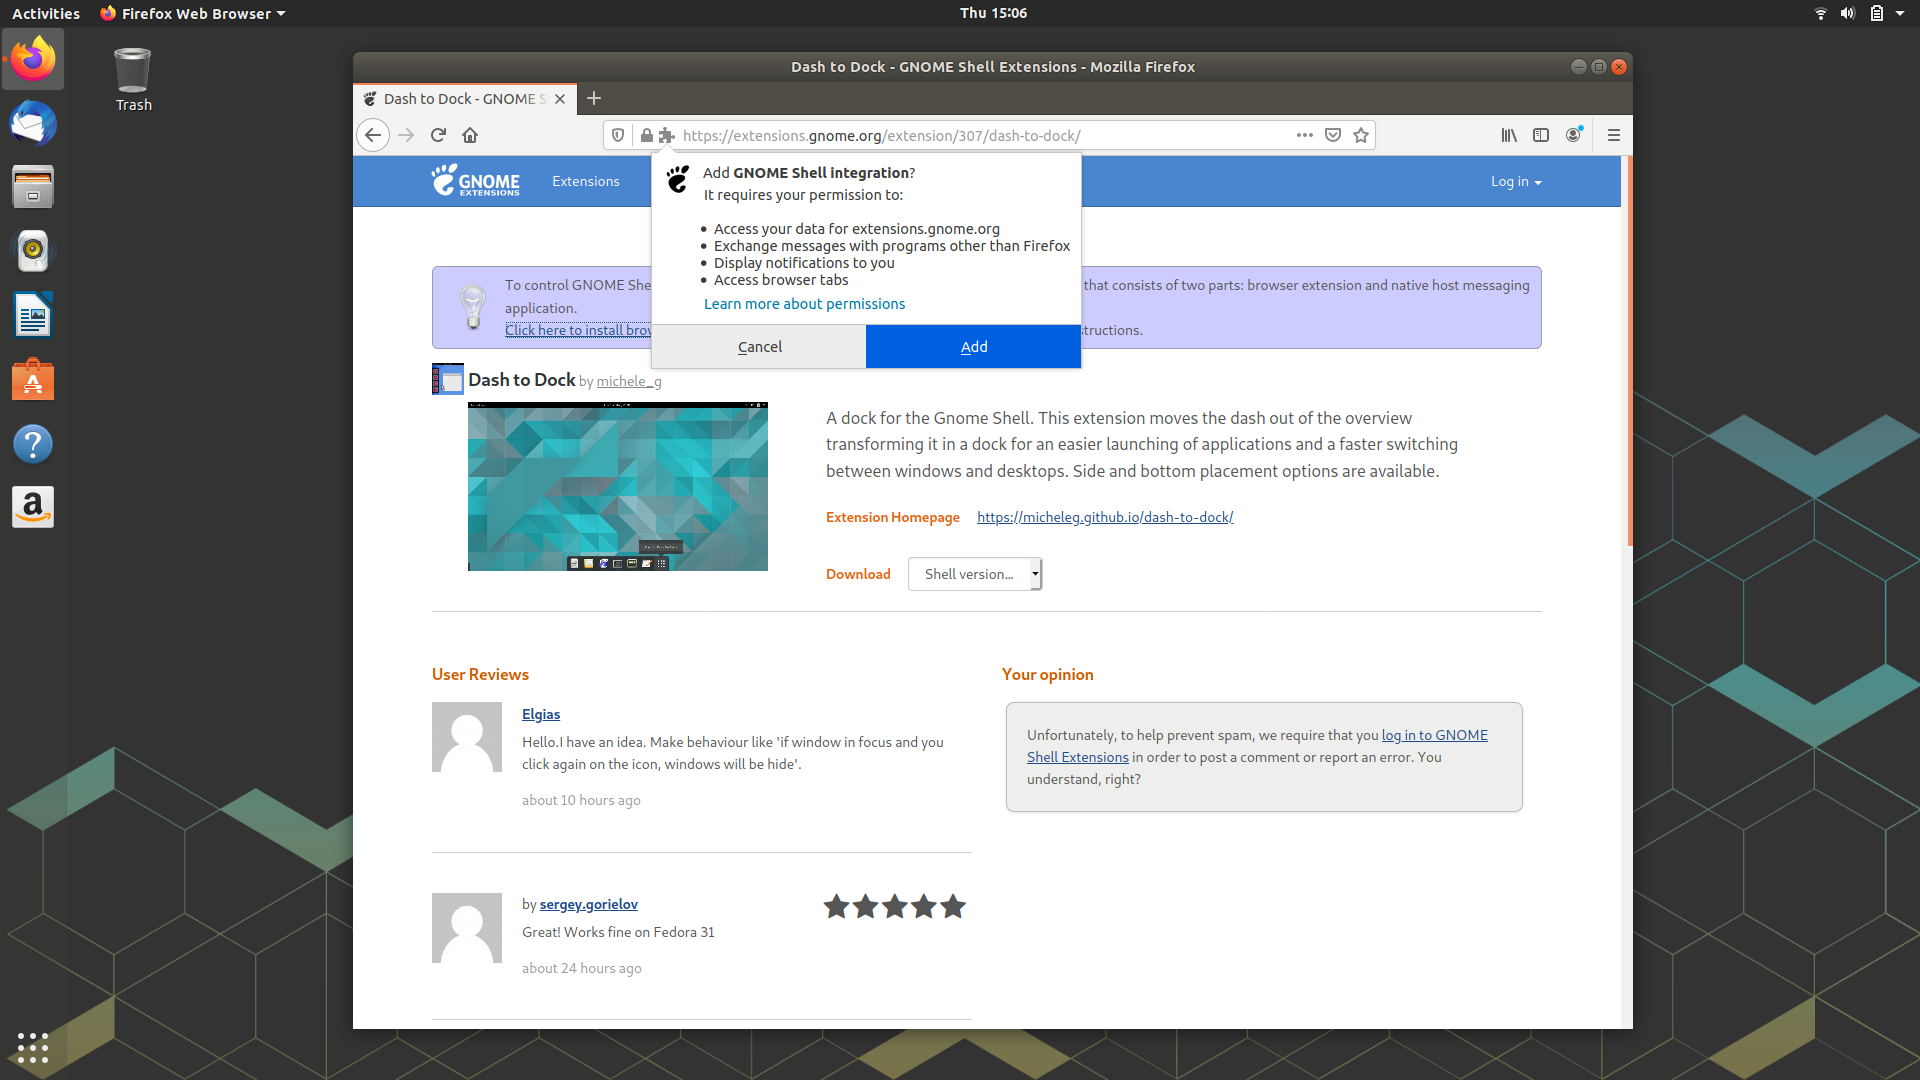 Activities
Firefox Web Browser
Thu 15:06
Trash
Dash to Dock - GNOME Shell Extensions - Mozilla Firefox
Dash to Dock - GNOME S
https://extensions.gnome.org/extension/307/dash-to-dock/
GNOME
EXTENSIONS
Extensions
Log in
Add GNOME Shell integration?
It requires your permission to:
Access your data for extensions.gnome.org
Exchange messages with programs other than Firefox
Display notifications to you
Access browser tabs
Learn more about permissions
Cancel
Add
To control GNOME She
that consists of two parts: browser extension and native host messaging
application.
Click here to install brow
tructions.
Dash to Dock by michele_g
A dock for the Gnome Shell. This extension moves the dash out of the overview
transforming it in a dock for an easier launching of applications and a faster switching
between windows and desktops. Side and bottom placement options are available.
Extension Homepage https://micheleg.github.io/dash-to-dock/
Download Shell version...
User Reviews
Elgias
Hello.I have an idea. Make behaviour like 'if window in focus and you
click again on the icon, windows will be hide'.
about 10 hours ago
by sergey.gorielov
Great! Works fine on Fedora 31
about 24 hours ago
Your opinion
Unfortunately, to help prevent spam, we require that you log in to GNOME
Shell Extensions in order to post a comment or report an error. You
understand, right?